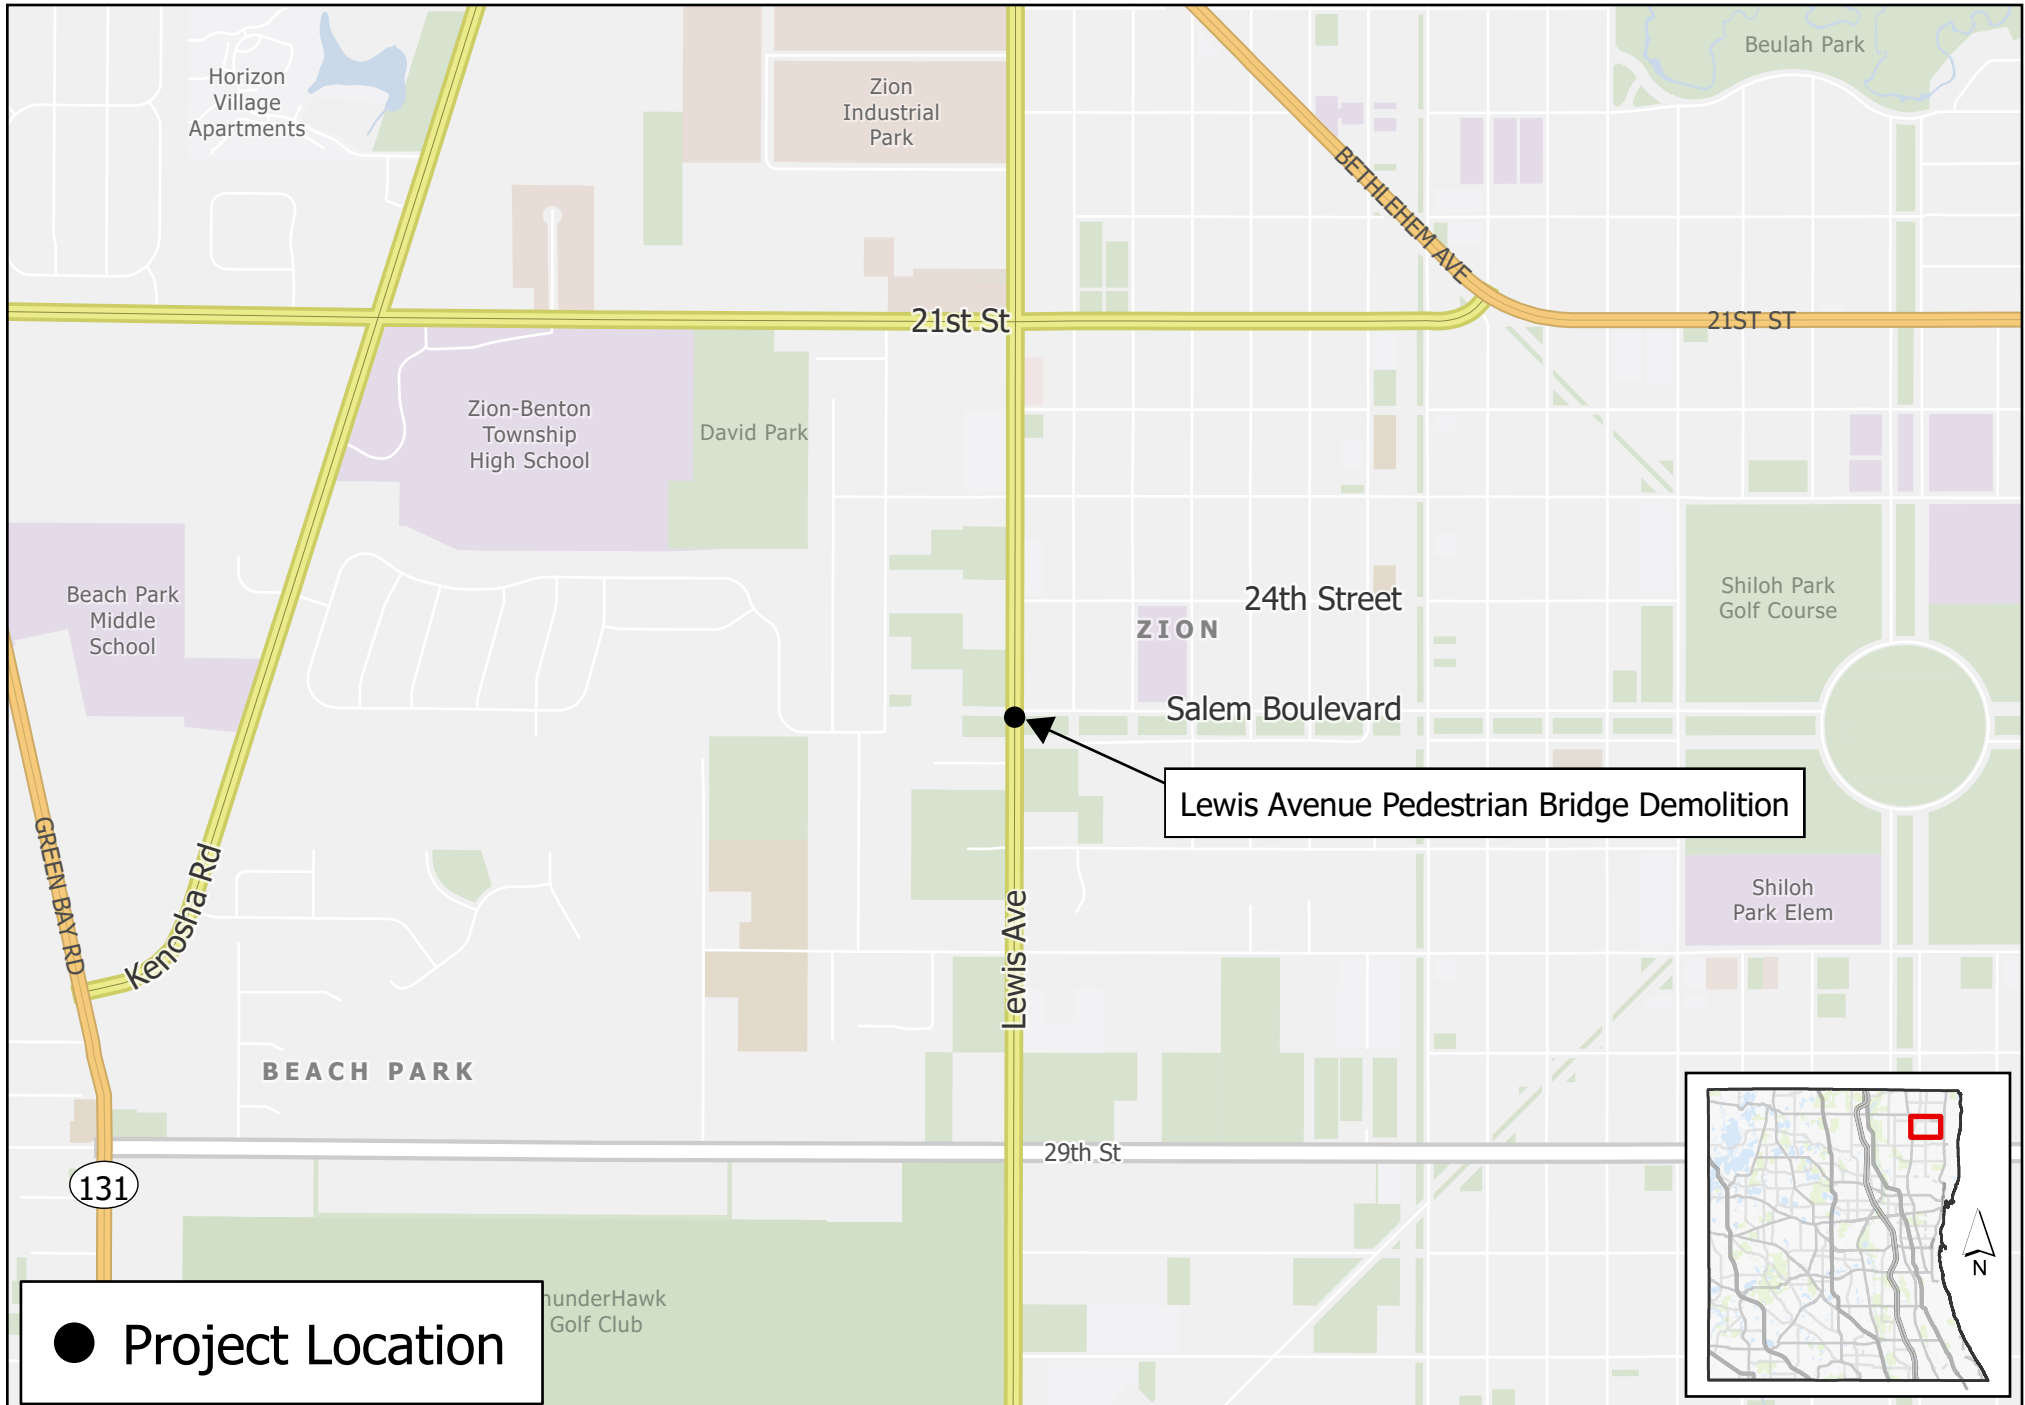 Beulah Park
Horizon
Village
Apartments
Zion
Industrial
Park
BETHLEHEM AVE
21st St
21ST ST
Zion-Benton
Township
High School
David Park
Beach Park
Middle
School
24th Street
ZION
Shiloh Park
Golf Course
Salem Boulevard
Lewis Avenue Pedestrian Bridge Demolition
GREEN BAY RD
Kenosha Rd
Lewis Ave
Shiloh
Park Elem
BEACH PARK
29th St
131
N
hunderHawk
Golf Club
Project Location